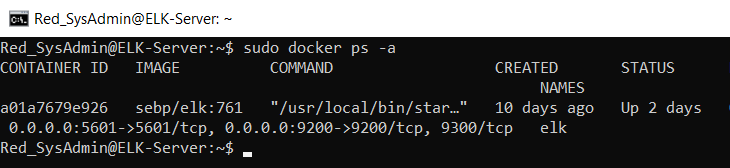 Red_SysAdmin@ELK-Server: ~
Red_SysAdmin@ELK-Server:~$ sudo docker ps -a
CONTAINER ID IMAGE COMMAND CREATED STATUS
NAMES
a01a7679e926 sebp/elk:761 "/usr/local/bin/star…" 10 days ago Up 2 days
0.0.0.0:5601->5601/tcp, 0.0.0.0:9200->9200/tcp, 9300/tcp elk
Red_SysAdmin@ELK-Server:~$